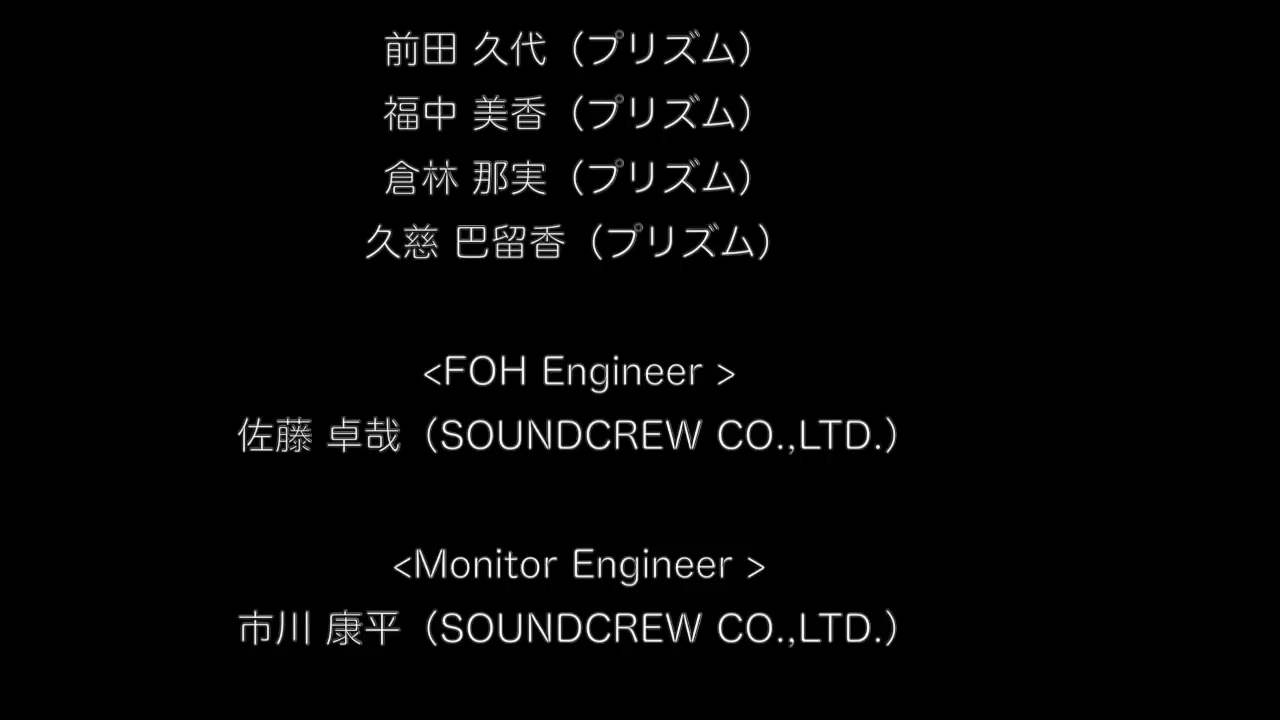 前田 久代（プリズム）
福中 美香（プリズム）
倉林 那実（プリズム）
久慈 巴留香（プリズム）
<FOH Engineer >
佐藤 卓哉（SOUNDCREW CO.,LTD.）
<Monitor Engineer >
市川 康平（SOUNDCREW CO.,LTD.）